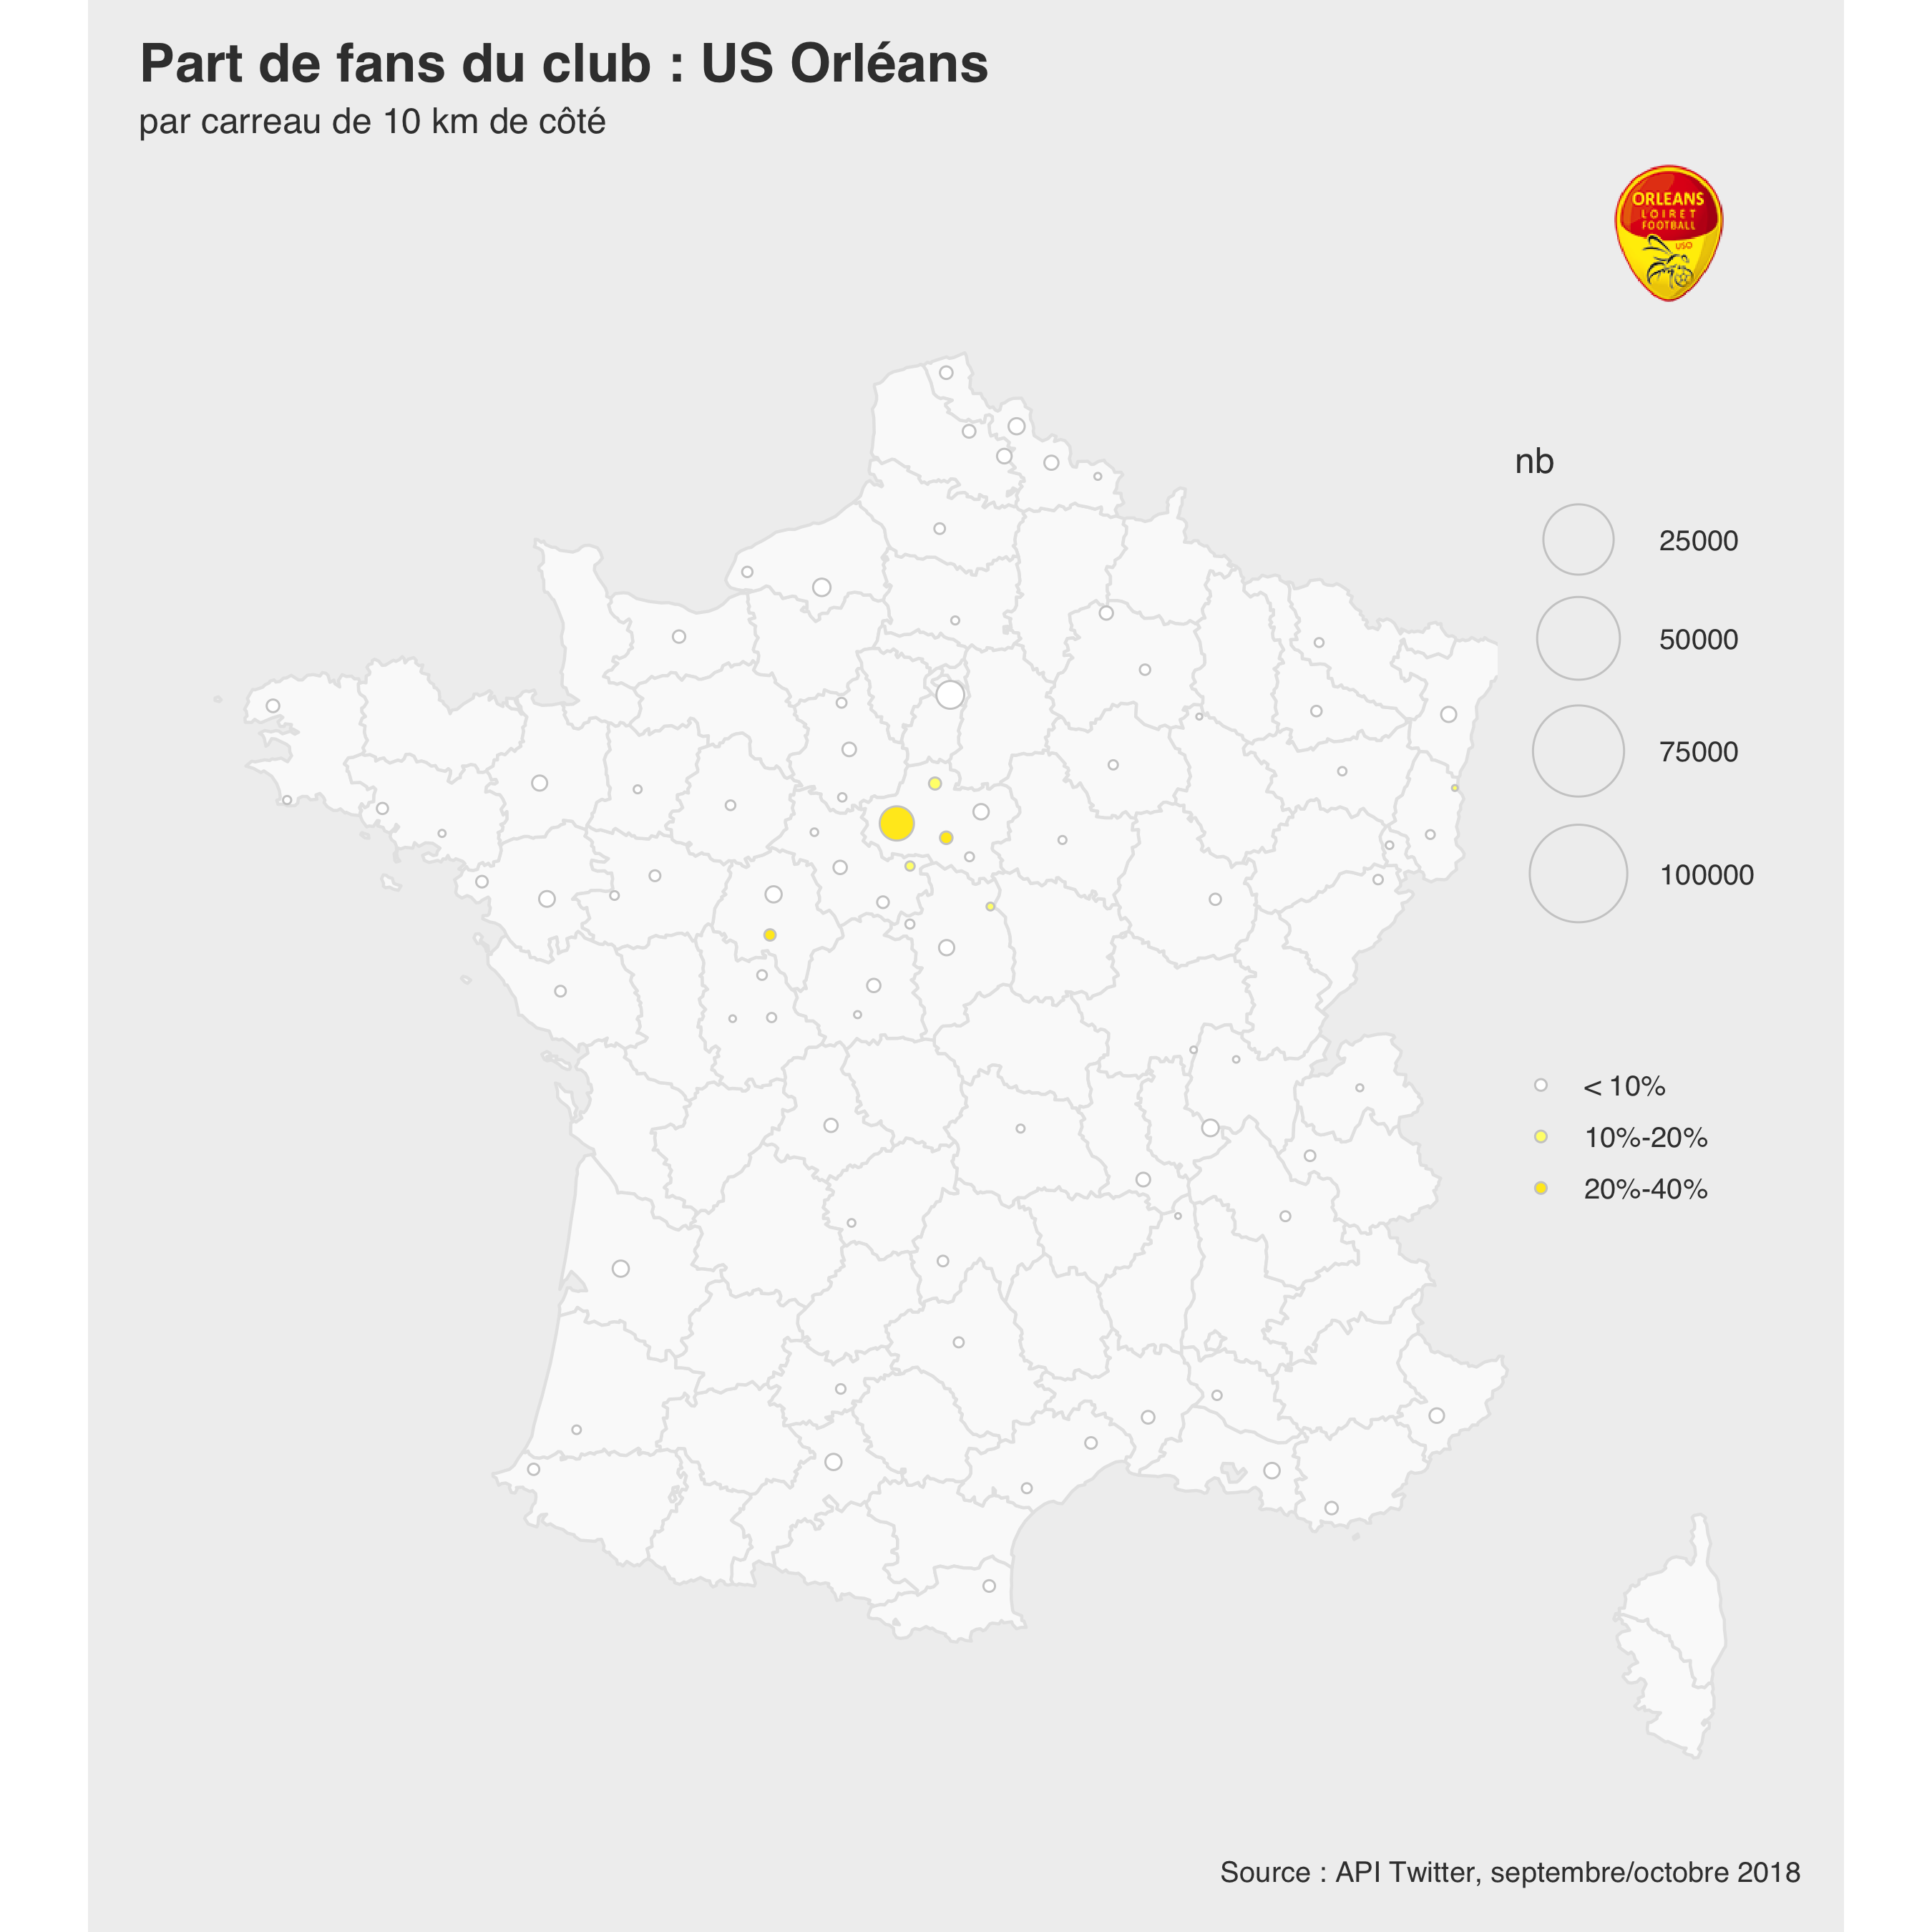 Part de fans du club : US Orléans
par carreau de 10 km de côté
ORLEANS
LOIRET
FOOTBALL
USO
nb
25000
50000
75000
100000
< 10%
10%-20%
20%-40%
Source : API Twitter, septembre/octobre 2018